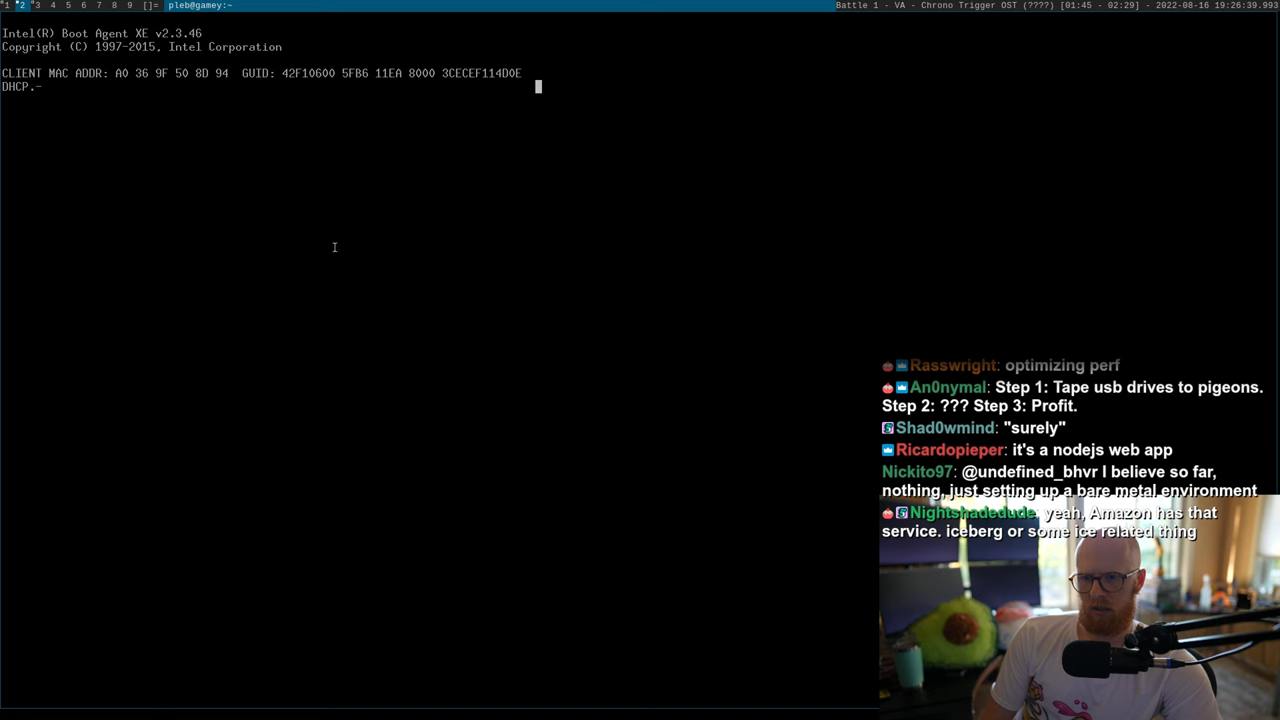 1 2 3 4 5 6 7 8 9 []= pleb@gamey:~ Battle 1 - VA - Chrono Trigger OST (????) [01:45 - 02:29] - 2022-08-16 19:26:39.993
Intel(R) Boot Agent XE v2.3.46
Copyright (C) 1997-2015, Intel Corporation
CLIENT MAC ADDR: A0 36 9F 50 8D 94 GUID: 42F10600 5FB6 11EA 8000 3CECEF114D0E
DHCP.-
Rasswright: optimizing perf
An0nymal: Step 1: Tape usb drives to pigeons.
Step 2: ??? Step 3: Profit.
Shad0wmind: "surely"
Ricardopieper: it's a nodejs web app
Nickito97: @undefined_bhvr I believe so far,
nothing, just setting up a bare metal environment
Nightshadedude: yeah, Amazon has that
service. iceberg or some ice related thing